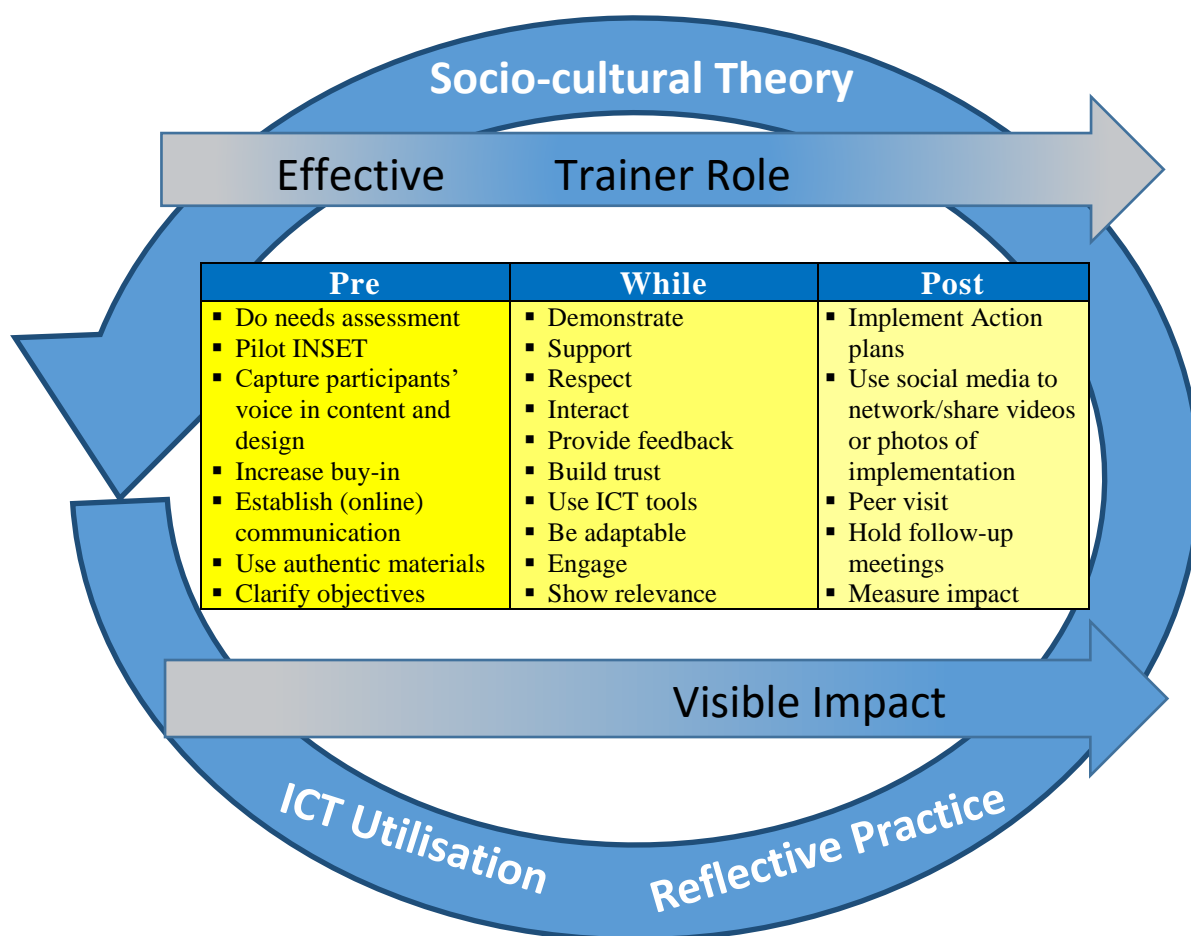 Socio-cultural Theory
Effective Trainer Role
Pre
▪ Do needs assessment
▪ Pilot INSET
▪ Capture participants’
voice in content and
design
▪ Increase buy-in
▪ Establish (online)
communication
▪ Use authentic materials
▪ Clarify objectives
While
▪ Demonstrate
▪ Support
▪ Respect
▪ Interact
▪ Provide feedback
▪ Build trust
▪ Use ICT tools
▪ Be adaptable
▪ Engage
▪ Show relevance
Post
▪ Implement Action
plans
▪ Use social media to
network/share videos
or photos of
implementation
▪ Peer visit
▪ Hold follow-up
meetings
▪ Measure impact
Visible Impact
ICT Utilisation
Reflective Practice